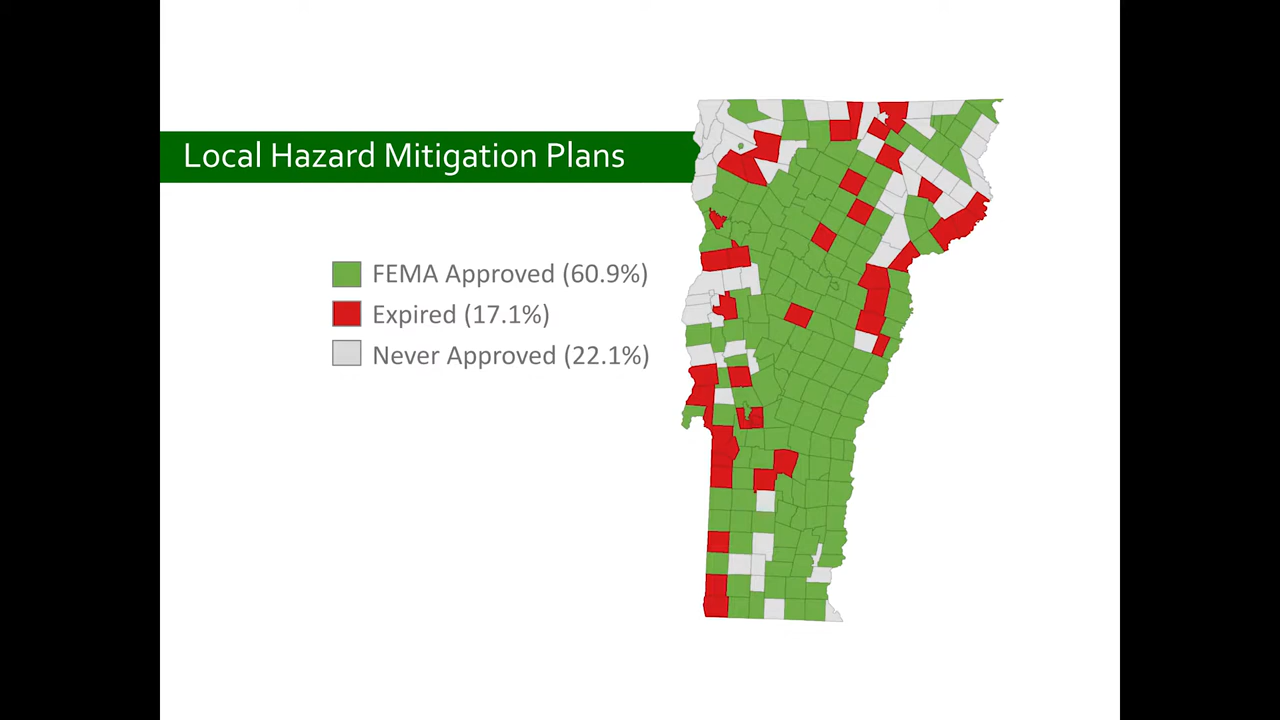 Local Hazard Mitigation Plans
FEMA Approved (60.9%)
Expired (17.1%)
Never Approved (22.1%)